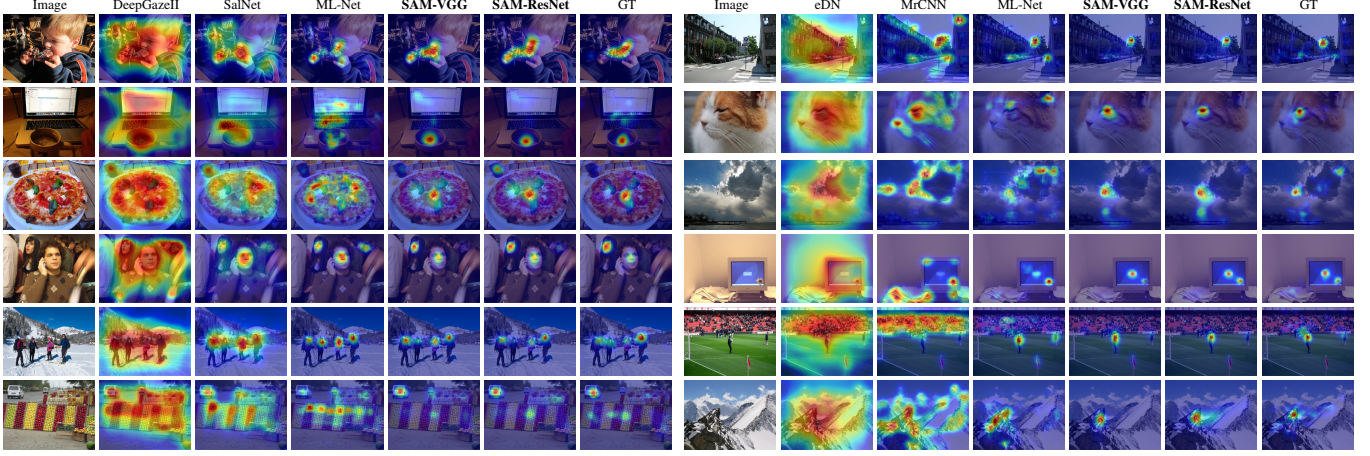 Image DeepGazeII SalNet ML-Net SAM-VGG SAM-ResNet GT
Image eDN MrCNN ML-Net SAM-VGG SAM-ResNet GT